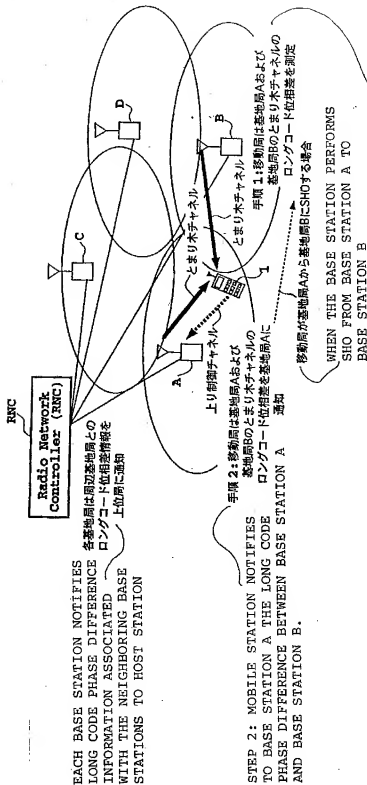 RNC
Radio Network
Controller (RNC)
EACH BASE STATION NOTIFIES
LONG CODE PHASE DIFFERENCE
INFORMATION ASSOCIATED
WITH THE NEIGHBORING BASE
STATIONS TO HOST STATION
各基地局は周辺基地局との
ロングコード位相差情報を
上位局に通知
C
D
A
B
1
とまり木チャネル
とまり木チャネル
上り制御チャネル
手順 1:移動局は基地局Aおよび
基地局Bのとまり木チャネルの
ロングコード位相差を測定
手順 2:移動局は基地局Aおよび
基地局Bのとまり木チャネルの
ロングコード位相差を基地局Aに
通知
STEP 2: MOBILE STATION NOTIFIES
TO BASE STATION A THE LONG CODE
PHASE DIFFERENCE BETWEEN BASE STATION A
AND BASE STATION B.
移動局が基地局Aから基地局BにSHOする場合
WHEN THE BASE STATION PERFORMS
SHO FROM BASE STATION A TO
BASE STATION B